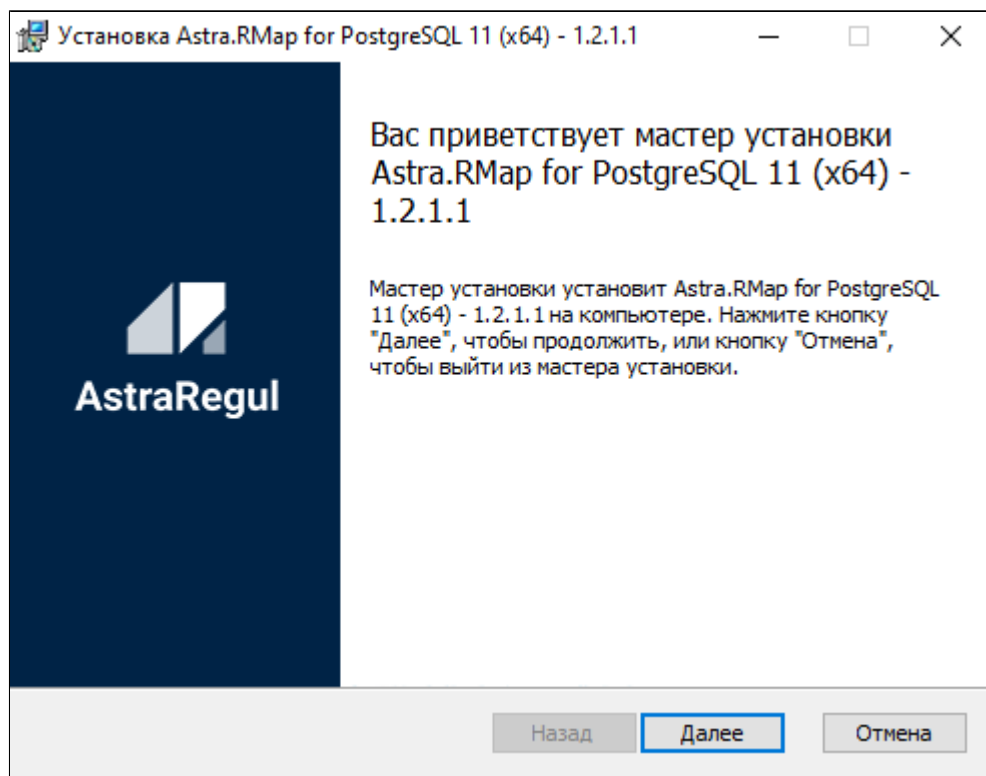 Установка Astra.RMap for PostgreSQL 11 (x64) - 1.2.1.1
Вас приветствует мастер установки
Astra.RMap for PostgreSQL 11 (x64) -
1.2.1.1
Мастер установки установит Astra.RMap for PostgreSQL
11 (x64) - 1.2.1.1 на компьютере. Нажмите кнопку
"Далее", чтобы продолжить, или кнопку "Отмена",
чтобы выйти из мастера установки.
AstraRegul
Назад
Далее
Отмена